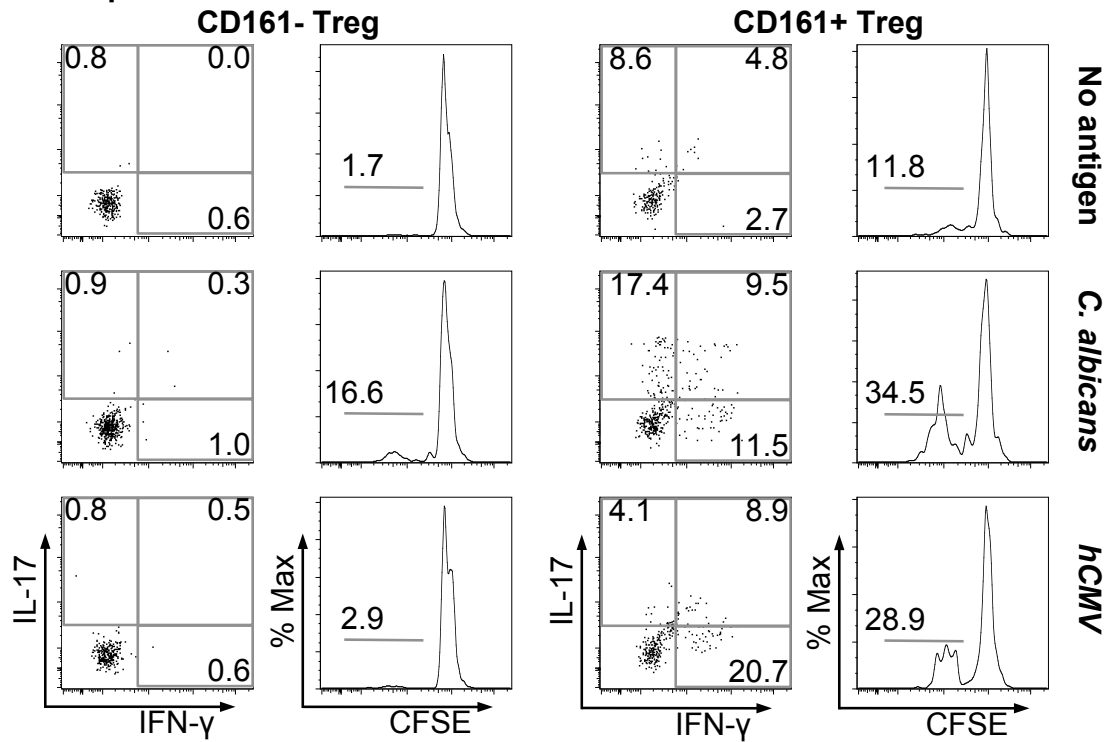 CD161- Treg
CD161+ Treg
0.8 0.0
0.6
1.7
8.6 4.8
2.7
11.8
No antigen
0.9 0.3
1.0
16.6
17.4 9.5
11.5
34.5
C. albicans
0.8 0.5
0.6
2.9
4.1 8.9
20.7
28.9
hCMV
IL-17
IFN-γ
% Max
CFSE
IL-17
IFN-γ
% Max
CFSE